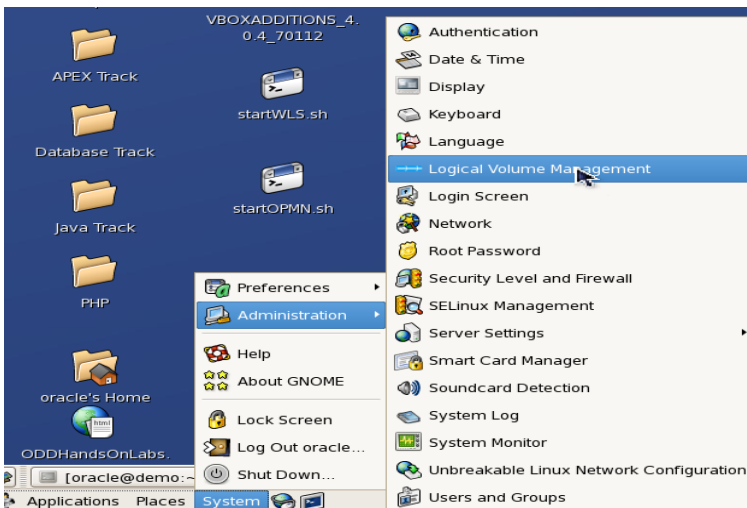 VBOXADDITIONS_4.
0.4_70112
APEX Track
startWLS.sh
Database Track
startOPMN.sh
Java Track
PHP
oracle's Home
html
ODDHandsOnLabs.
[oracle@demo:~
Applications Places System
Preferences
Administration
Help
About GNOME
Lock Screen
Log Out oracle...
Shut Down...
Authentication
Date & Time
Display
Keyboard
Language
Logical Volume Management
Login Screen
Network
Root Password
Security Level and Firewall
SELinux Management
Server Settings
Smart Card Manager
Soundcard Detection
System Log
System Monitor
Unbreakable Linux Network Configuration
Users and Groups